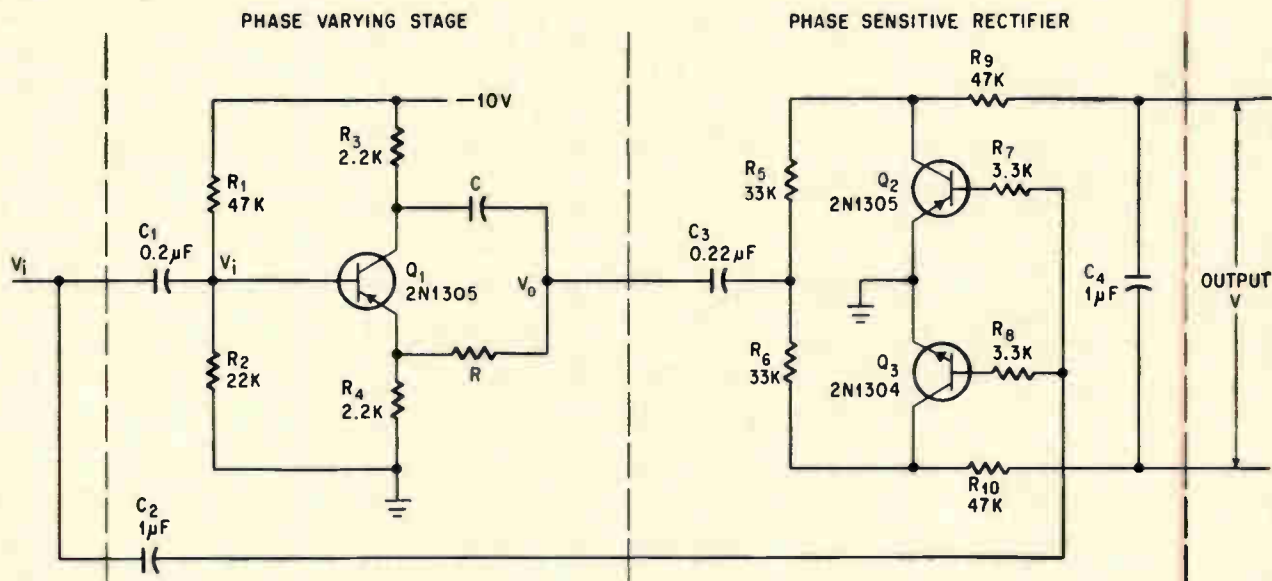 PHASE VARYING STAGE
PHASE SENSITIVE RECTIFIER
—10V
R3
2.2K
R1
47K
C
Vi
C1
0.2µF
Vi
Q1
2N1305
Vo
R
R2
22K
R4
2.2K
C2
1µF
R9
47K
R5
33K
Q2
2N1305
R7
3.3K
C3
0.22µF
C4
1µF
OUTPUT
V
R6
33K
Q3
2N1304
R8
3.3K
R10
47K